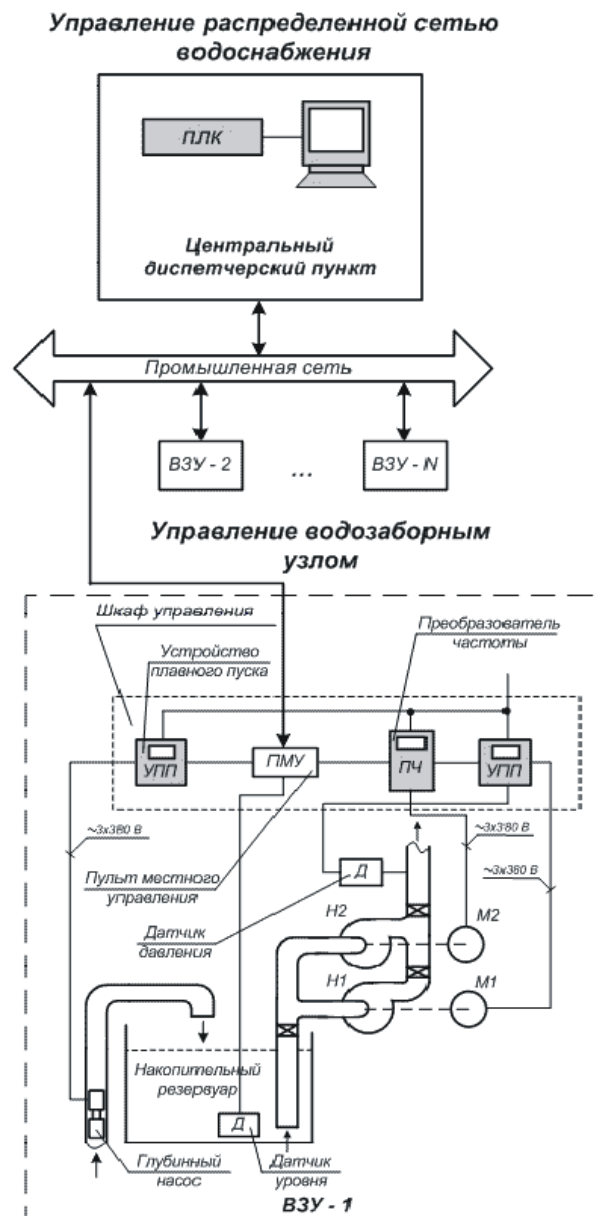 Управление распределенной сетью
водоснабжения
ПЛК
Центральный
диспетчерский пункт
Промышленная сеть
ВЗУ - 2
...
ВЗУ - N
Управление водозаборным
узлом
Шкаф управления
Преобразователь
частоты
Устройство
плавного пуска
УПП
ПМУ
ПЧ
УПП
~3x380 В
~3x380 В
~3x380 В
Пульт местного
управления
Д
Датчик
давления
Н2
М2
Н1
М1
Накопительный
резервуар
Д
Глубинный
насос
Датчик
уровня
ВЗУ - 1